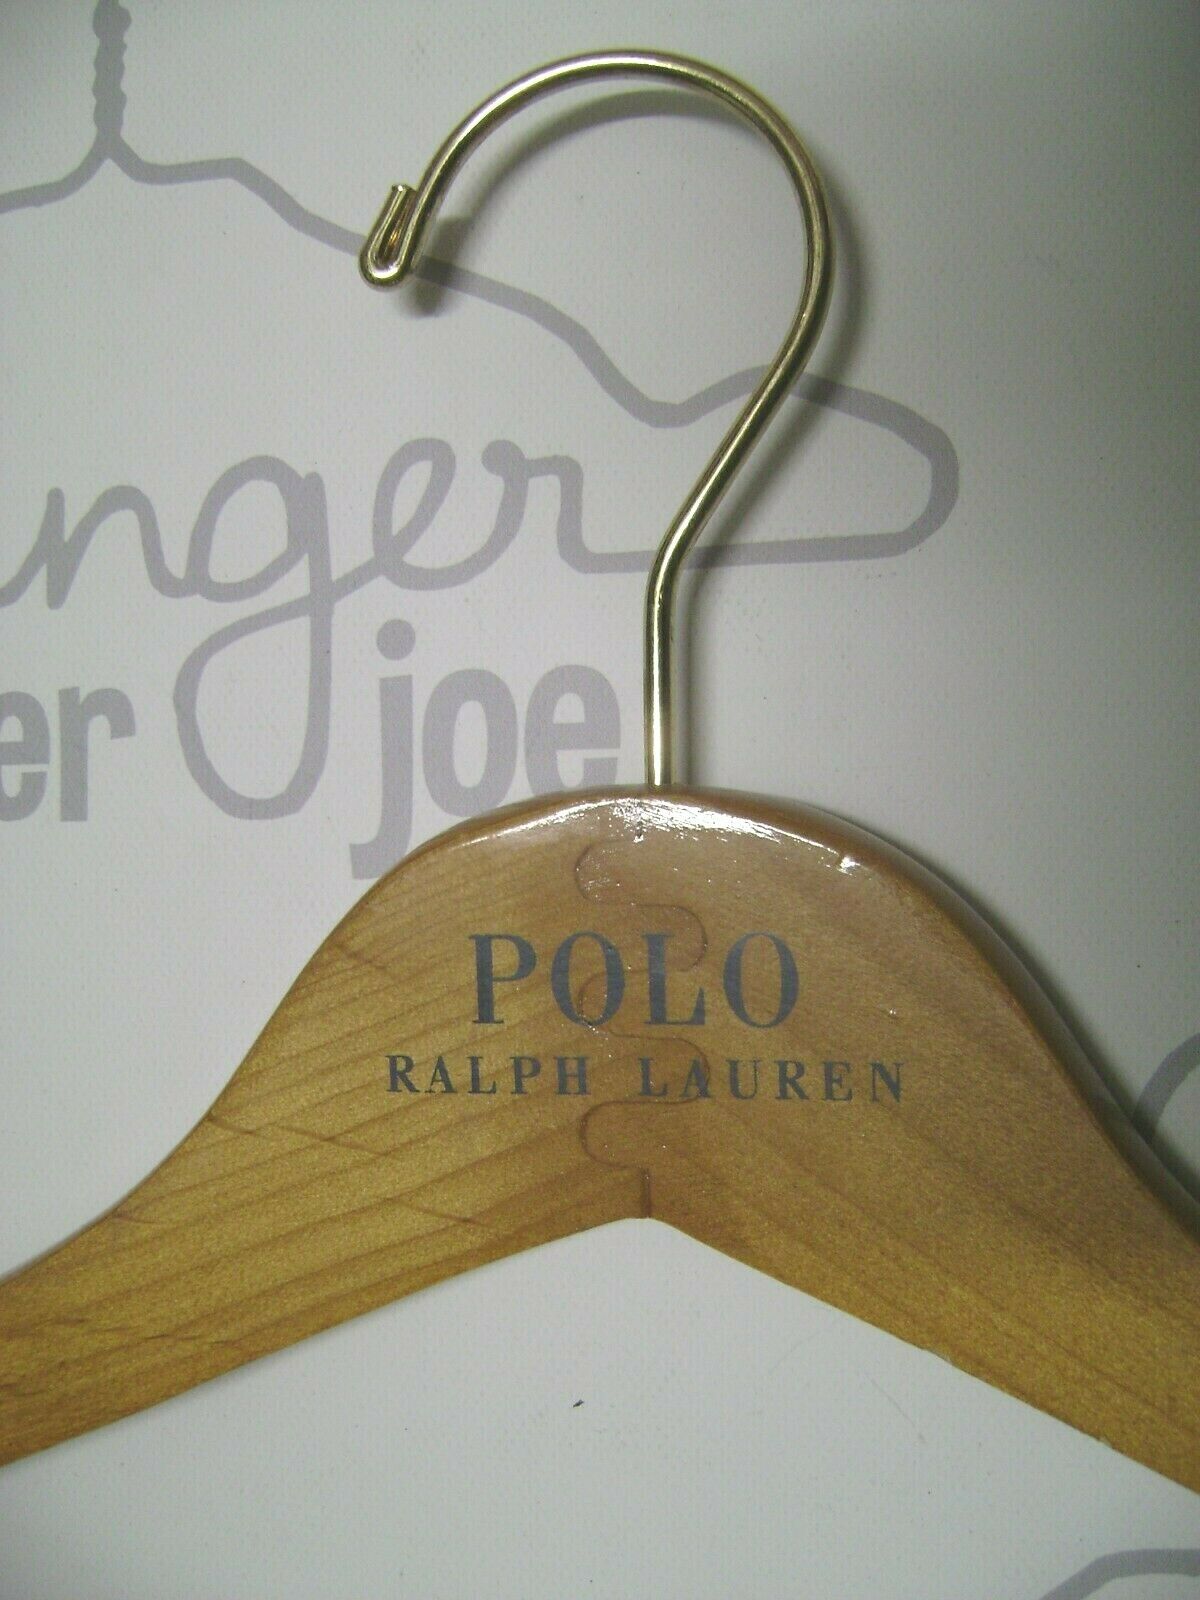 nger
er joe
POLO
RALPH LAUREN